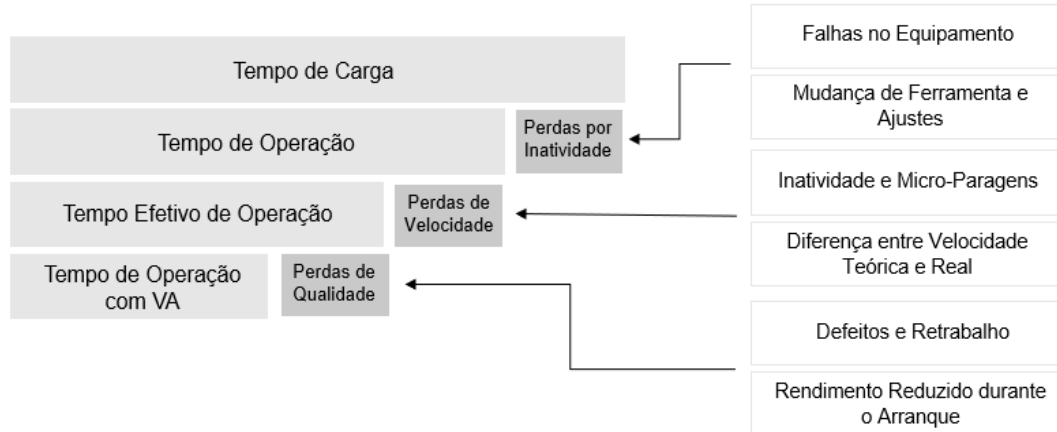 Tempo de Carga
Tempo de Operação
Perdas por
Inatividade
Tempo Efetivo de Operação
Perdas de
Velocidade
Tempo de Operação
com VA
Perdas de
Qualidade
Falhas no Equipamento
Mudança de Ferramenta e
Ajustes
Inatividade e Micro-Paragens
Diferença entre Velocidade
Teórica e Real
Defeitos e Retrabalho
Rendimento Reduzido durante
o Arranque